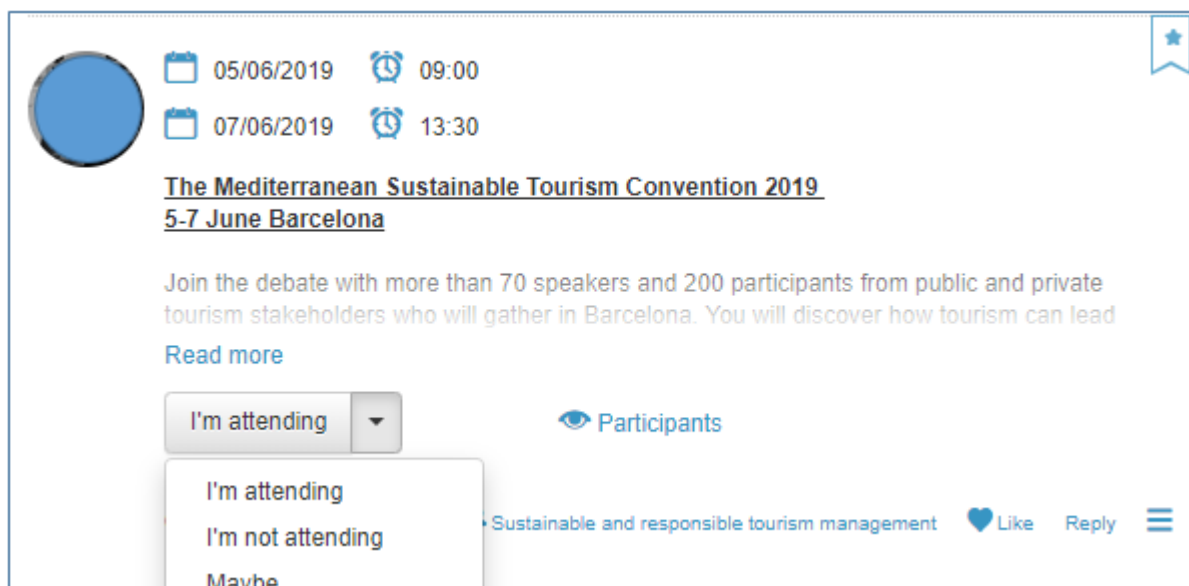 05/06/2019 09:00
07/06/2019 13:30
The Mediterranean Sustainable Tourism Convention 2019
5-7 June Barcelona
Join the debate with more than 70 speakers and 200 participants from public and private
tourism stakeholders who will gather in Barcelona. You will discover how tourism can lead
Read more
I'm attending
Participants
I'm attending
I'm not attending
Maybe
Sustainable and responsible tourism management Like Reply